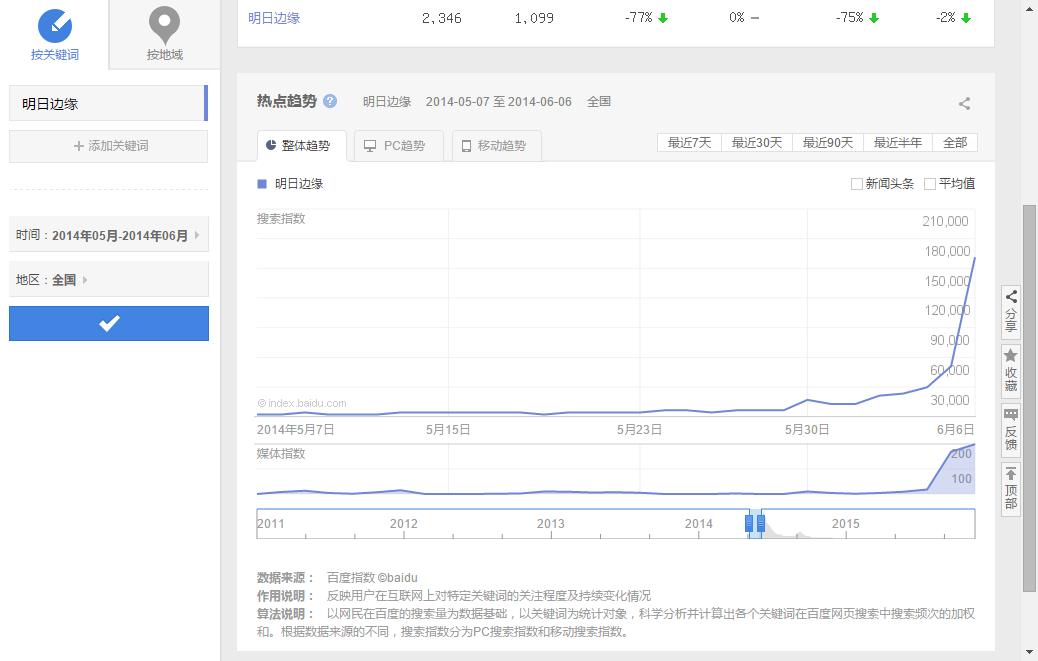 按关键词
按地域
明日边缘
+ 添加关键词
时间：2014年05月-2014年06月
地区：全国
明日边缘 2,346 1,099 -77% 0% -75% -2%
热点趋势 ? 明日边缘 2014-05-07 至 2014-06-06 全国
整体趋势 PC趋势 移动趋势
最近7天 最近30天 最近90天 最近半年 全部
明日边缘
新闻头条 平均值
搜索指数
210,000
180,000
150,000
120,000
90,000
60,000
30,000
©index.baidu.com
2014年5月7日 5月15日 5月23日 5月30日 6月6日
媒体指数
200
100
2011 2012 2013 2014 2015
数据来源： 百度指数 ©baidu
作用说明： 反映用户在互联网上对特定关键词的关注程度及持续变化情况
算法说明： 以网民在百度的搜索量为数据基础，以关键词为统计对象，科学分析并计算出各个关键词在百度网页搜索中搜索频次的加权
和。根据数据来源的不同，搜索指数分为PC搜索指数和移动搜索指数。
分享
收藏
反馈
顶部